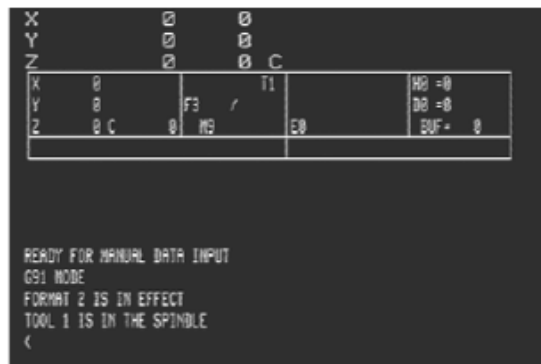 X 0 0
Y 0 0
Z 0 0 C
X 0 T1 H0 =0
Y 0 F3 / D0 =0
Z 0 C 0 M9 E0 BUF= 0
READY FOR MANUAL DATA INPUT
G91 MODE
FORMAT 2 IS IN EFFECT
TOOL 1 IS IN THE SPINDLE
(